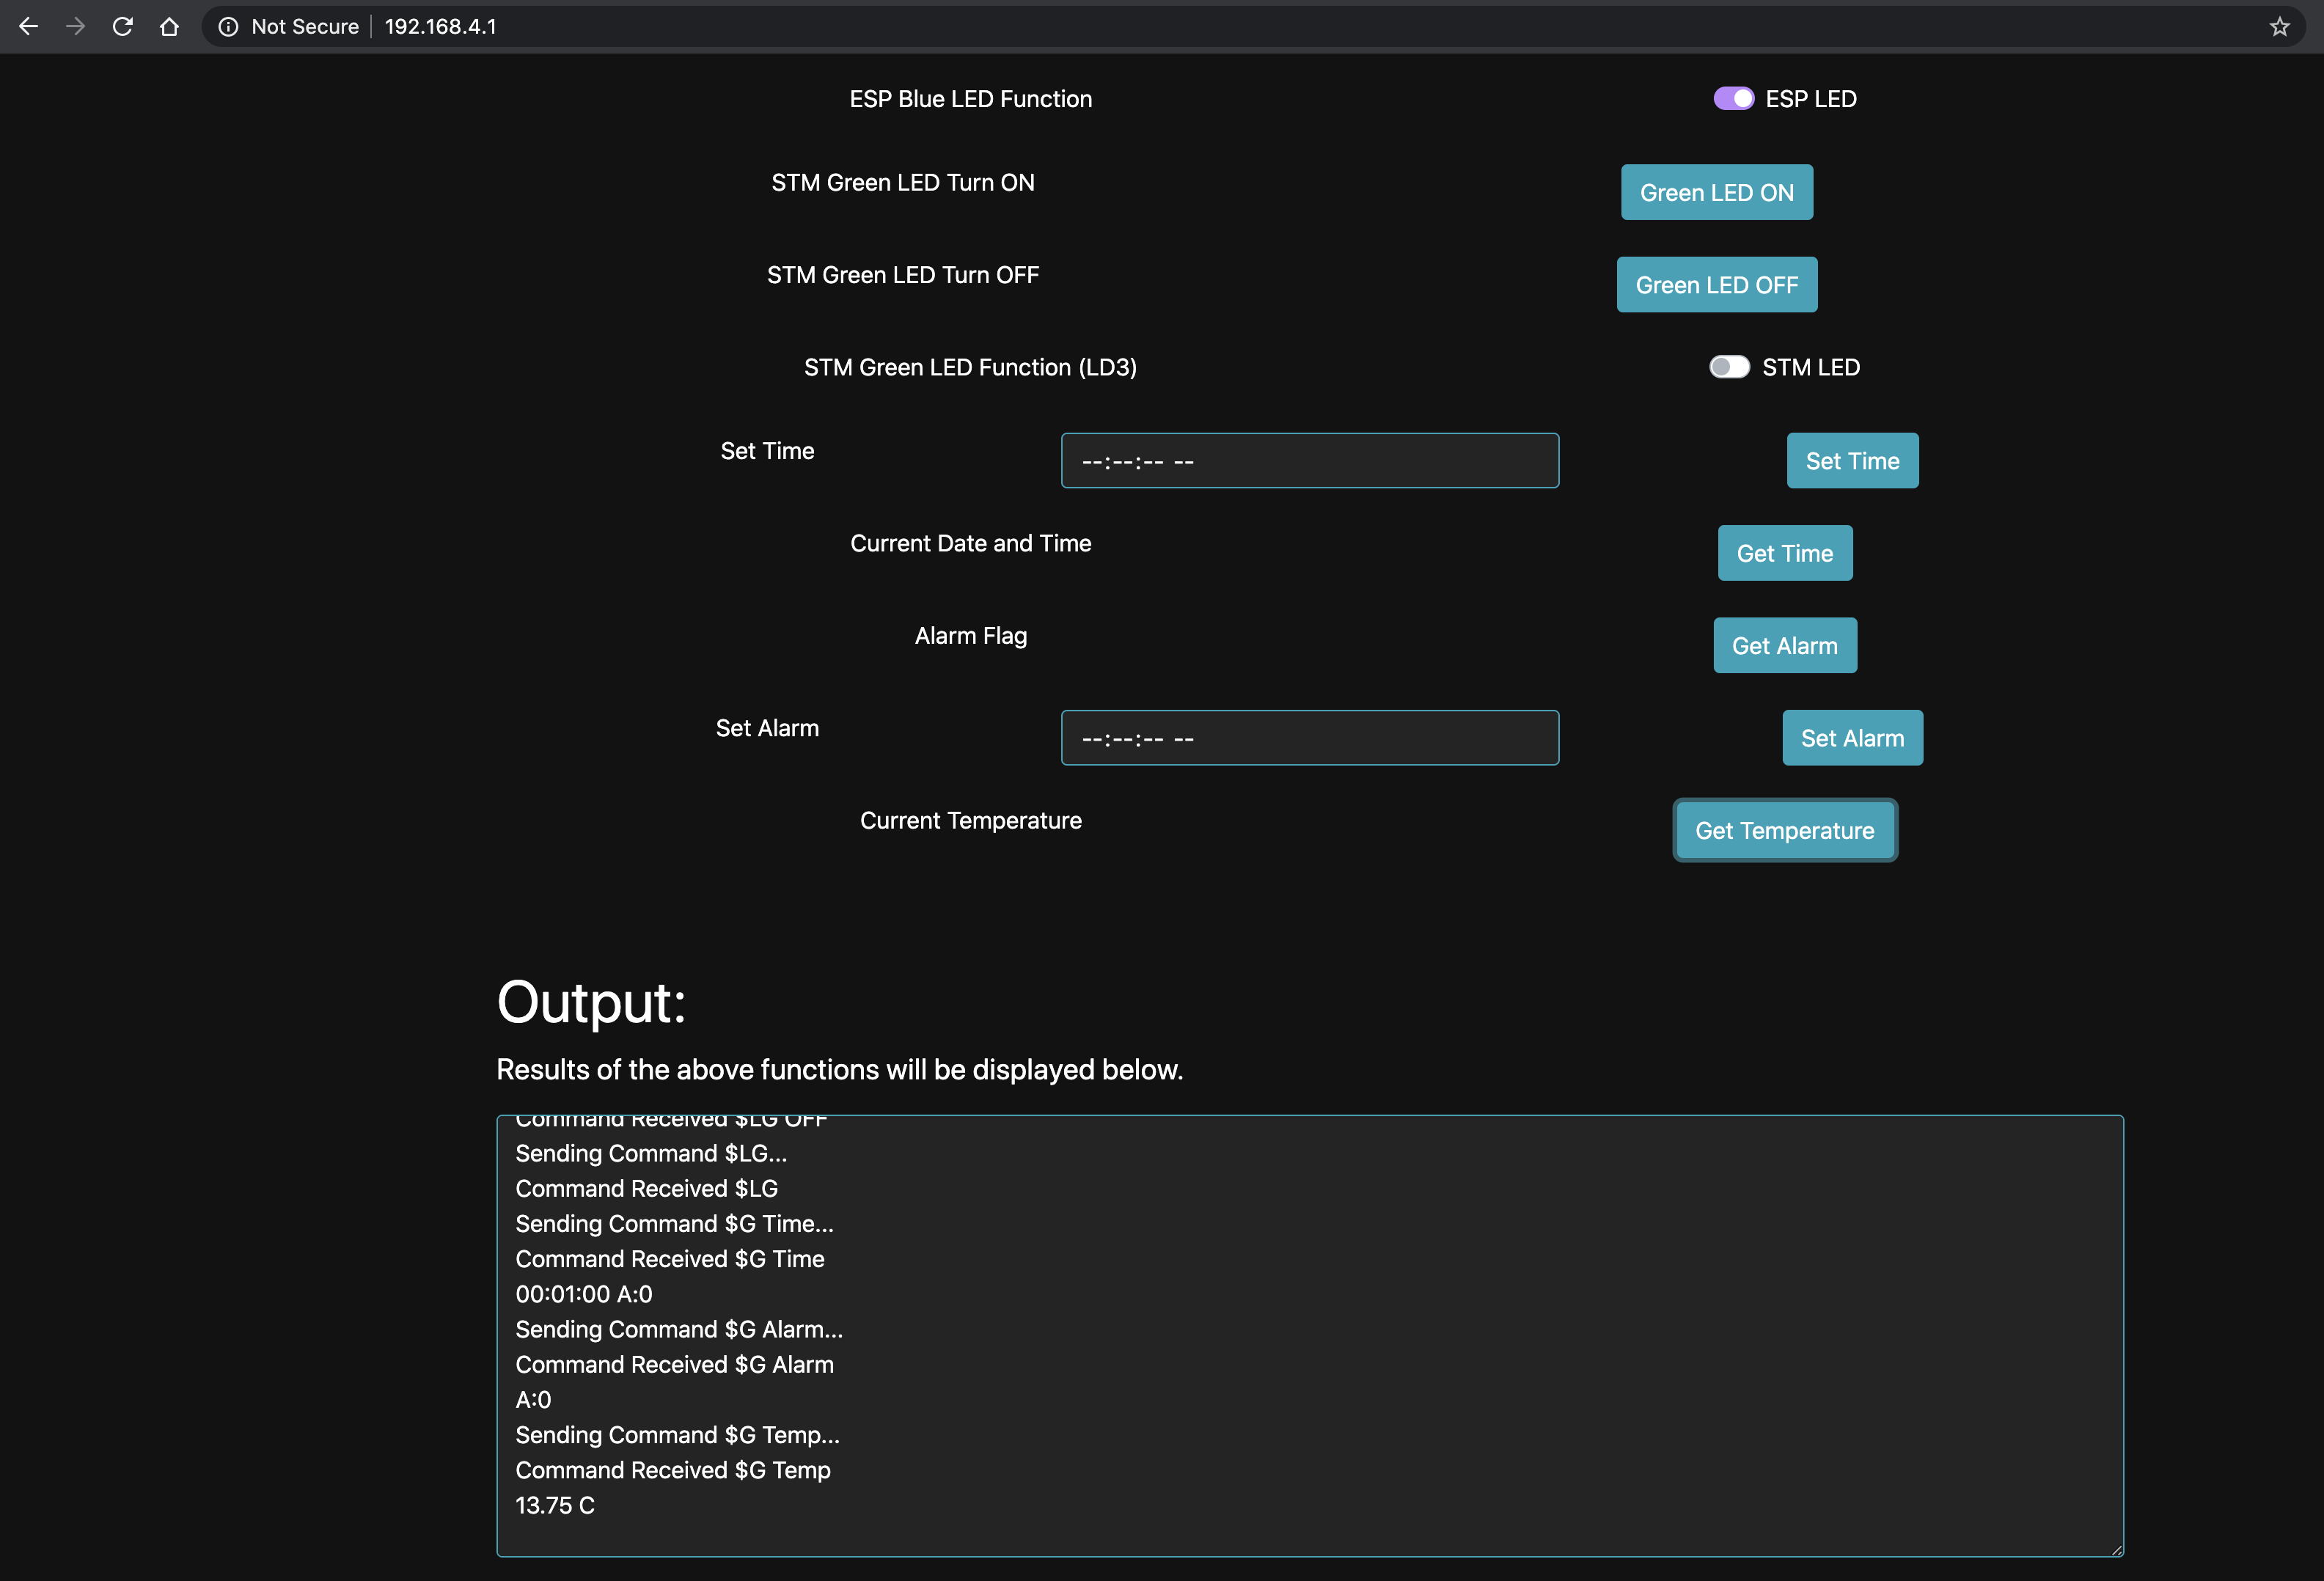 Not Secure | 192.168.4.1
ESP Blue LED Function ESP LED
STM Green LED Turn ON Green LED ON
STM Green LED Turn OFF Green LED OFF
STM Green LED Function (LD3) STM LED
Set Time --:--:-- -- Set Time
Current Date and Time Get Time
Alarm Flag Get Alarm
Set Alarm --:--:-- -- Set Alarm
Current Temperature Get Temperature
Output:
Results of the above functions will be displayed below.
Command Received $LG OFF
Sending Command $LG...
Command Received $LG
Sending Command $G Time...
Command Received $G Time
00:01:00 A:0
Sending Command $G Alarm...
Command Received $G Alarm
A:0
Sending Command $G Temp...
Command Received $G Temp
13.75 C